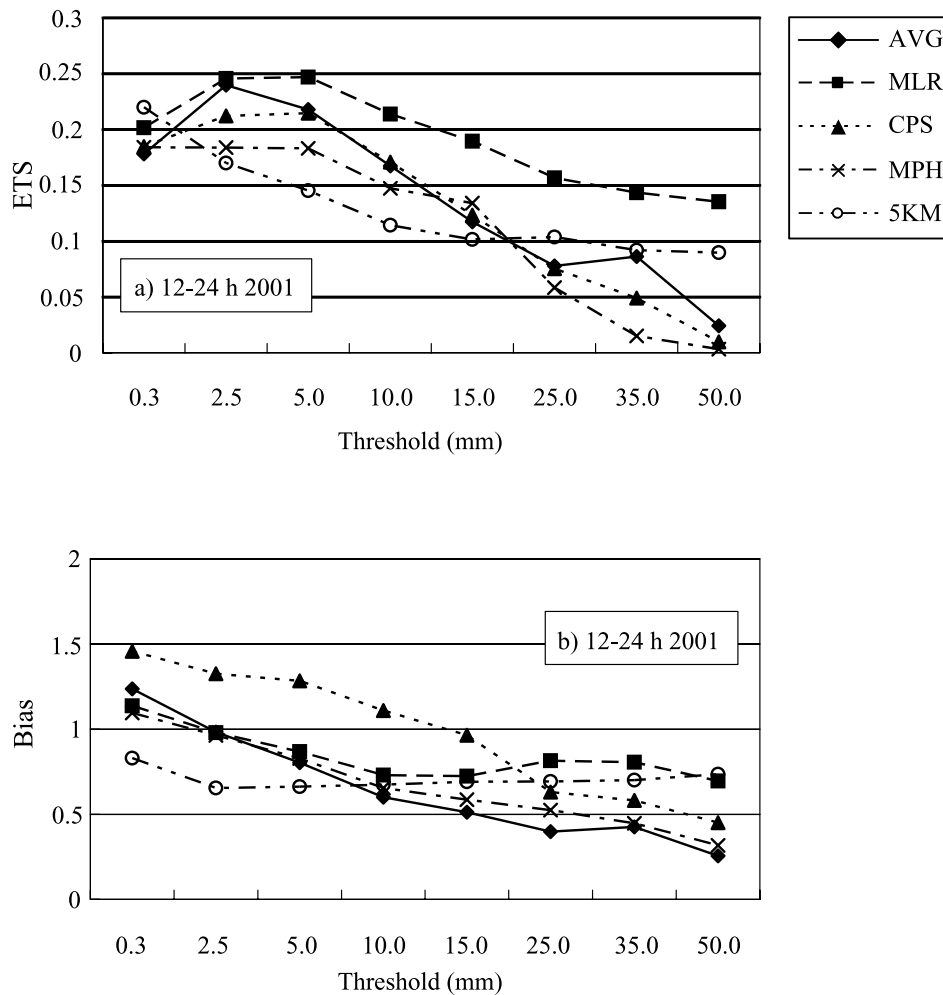 0.3
0.25
0.2
0.15
0.1
0.05
0
ETS
a) 12-24 h 2001
0.3 2.5 5.0 10.0 15.0 25.0 35.0 50.0
Threshold (mm)
AVG
MLR
CPS
MPH
5KM
2
1.5
1
0.5
0
Bias
b) 12-24 h 2001
0.3 2.5 5.0 10.0 15.0 25.0 35.0 50.0
Threshold (mm)